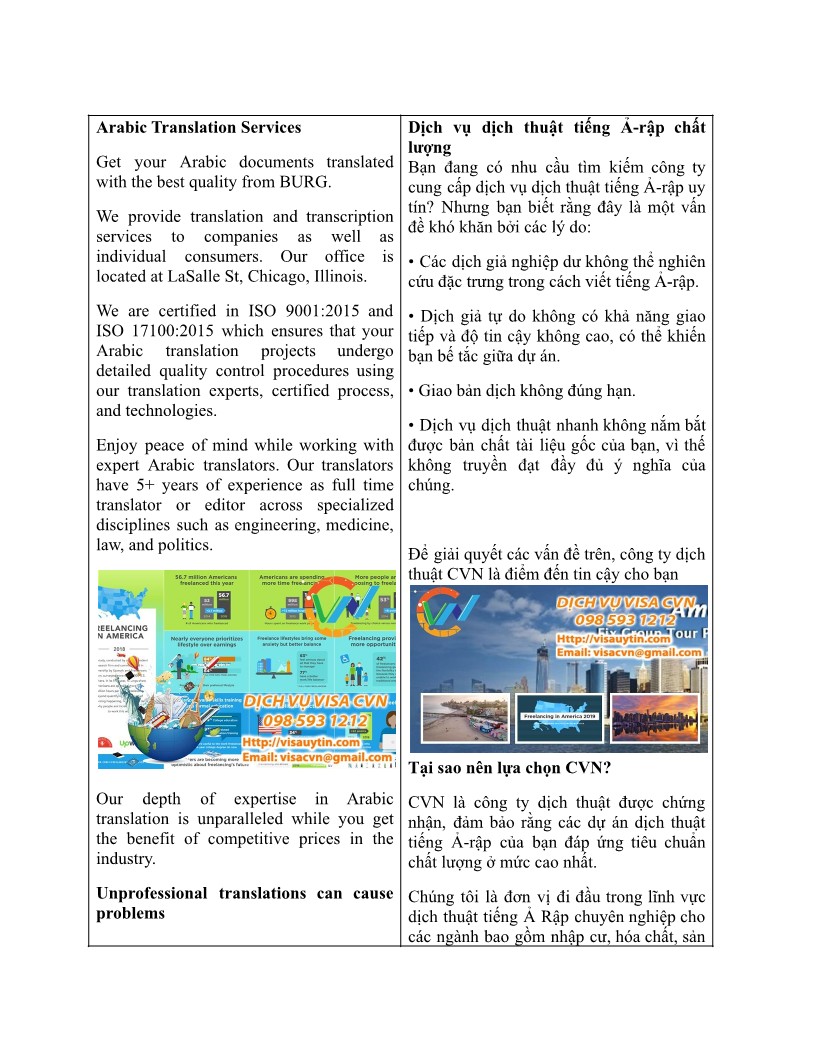 Arabic Translation Services
Get your Arabic documents translated
with the best quality from BURG.
We provide translation and transcription
services to companies as well as
individual consumers. Our office is
located at LaSalle St, Chicago, Illinois.
We are certified in ISO 9001:2015 and
ISO 17100:2015 which ensures that your
Arabic translation projects undergo
detailed quality control procedures using
our translation experts, certified process,
and technologies.
Enjoy peace of mind while working with
expert Arabic translators. Our translators
have 5+ years of experience as full time
translator or editor across specialized
disciplines such as engineering, medicine,
law, and politics.
56.7 million Americans
freelanced this year
Americans are spending
more time
More people
REELANCING
N AMERICA
2018
Nearly everyone prioritizes
lifestyle over earnings
Freelance lifestyles bring some
anxiety but better balance
Freelancing
more
DỊCH VỤ VISA CVN
098 593 1212
Http://visauytin.com
Email: visacvn@gmail.com
Our depth of expertise in Arabic
translation is unparalleled while you get
the benefit of competitive prices in the
industry.
Unprofessional translations can cause
problems
Dịch vụ dịch thuật tiếng Ả-rập chất
lượng
Bạn đang có nhu cầu tìm kiếm công ty
cung cấp dịch vụ dịch thuật tiếng Ả-rập uy
tín? Nhưng bạn biết rằng đây là một vấn
đề khó khăn bởi các lý do:
• Các dịch giả nghiệp dư không thể nghiên
cứu đặc trưng trong cách viết tiếng Ả-rập.
• Dịch giả tự do không có khả năng giao
tiếp và độ tin cậy không cao, có thể khiến
bạn bế tắc giữa dự án.
• Giao bản dịch không đúng hạn.
• Dịch vụ dịch thuật nhanh không nắm bắt
được bản chất tài liệu gốc của bạn, vì thế
không truyền đạt đầy đủ ý nghĩa của
chúng.
Để giải quyết các vấn đề trên, công ty dịch
thuật CVN là điểm đến tin cậy cho bạn
DỊCH VỤ VISA CVN
098 593 1212
Http://visauytin.com
Email: visacvn@gmail.com
Group Tour
Freelancing in America 2019
Tại sao nên lựa chọn CVN?
CVN là công ty dịch thuật được chứng
nhận, đảm bảo rằng các dự án dịch thuật
tiếng Ả-rập của bạn đáp ứng tiêu chuẩn
chất lượng ở mức cao nhất.
Chúng tôi là đơn vị đi đầu trong lĩnh vực
dịch thuật tiếng Ả Rập chuyên nghiệp cho
các ngành bao gồm nhập cư, hóa chất, sản